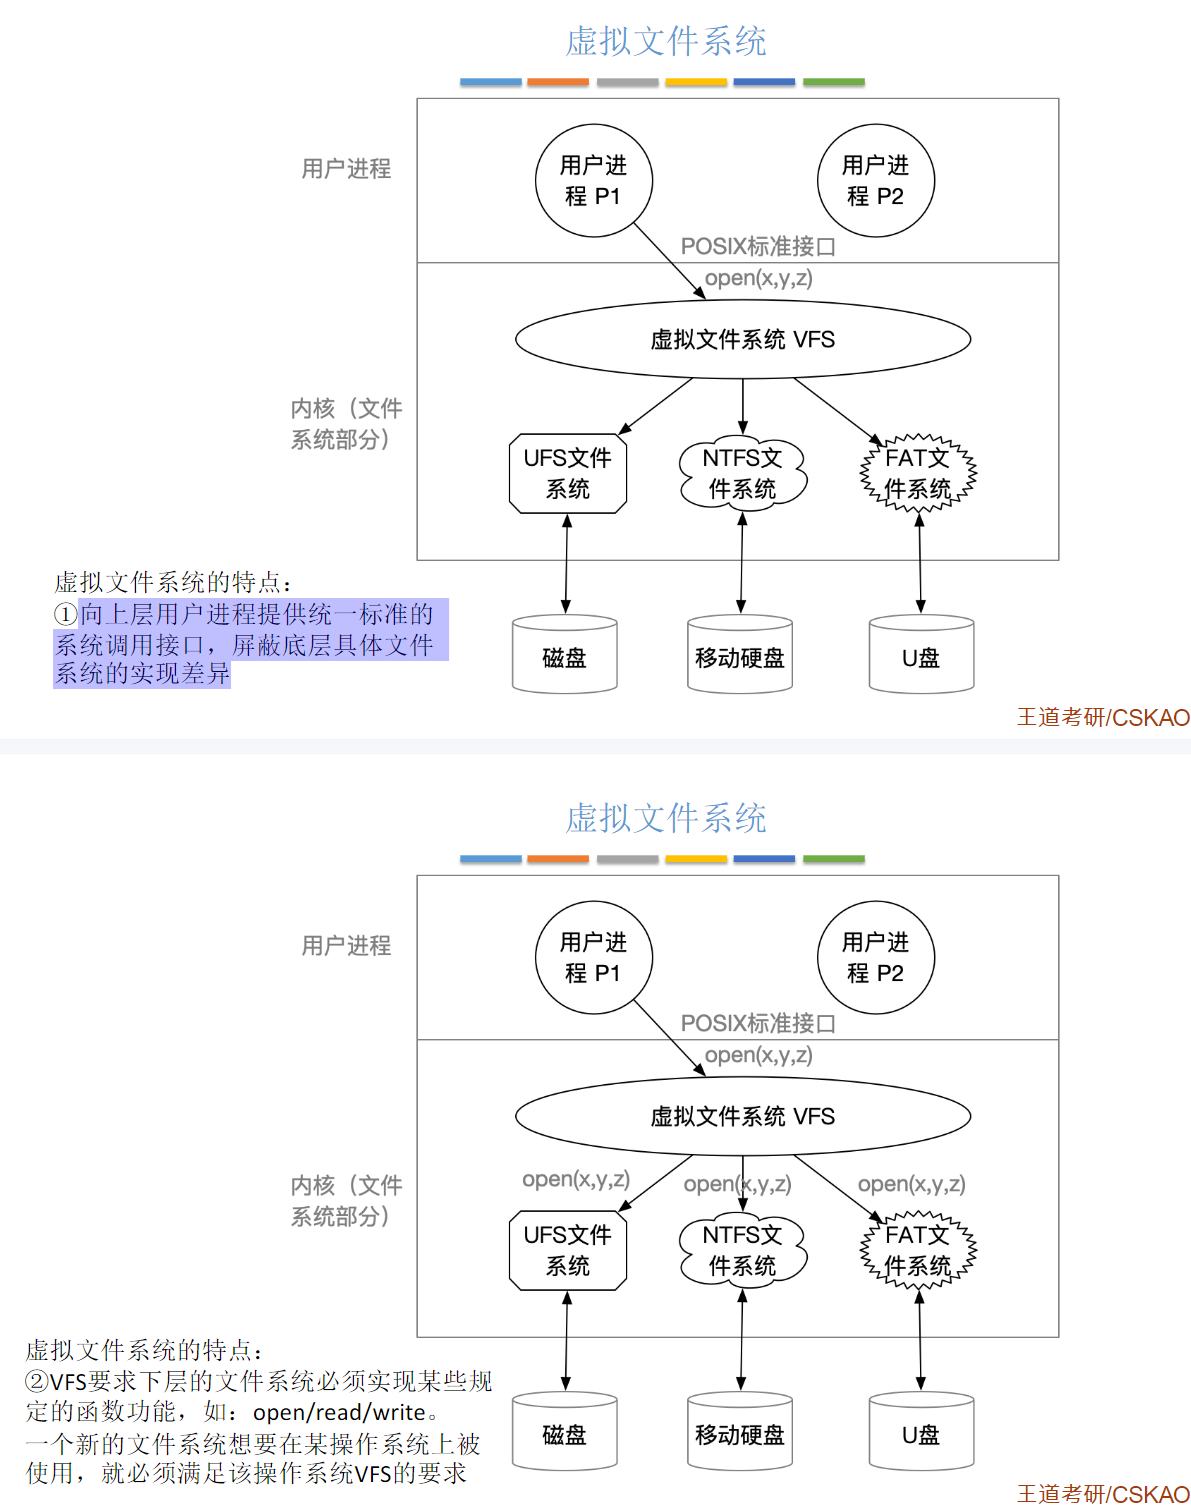 虚拟文件系统
用户进程
用户进
程 P1
用户进
程 P2
POSIX标准接口
open(x,y,z)
虚拟文件系统 VFS
内核（文件
系统部分）
UFS文件
系统
NTFS文
件系统
FAT文
件系统
虚拟文件系统的特点：
①向上层用户进程提供统一标准的
系统调用接口，屏蔽底层具体文件
系统的实现差异
磁盘
移动硬盘
U盘
王道考研/CSKAO
虚拟文件系统
用户进程
用户进
程 P1
用户进
程 P2
POSIX标准接口
open(x,y,z)
虚拟文件系统 VFS
内核（文件
系统部分）
open(x,y,z)
open(x,y,z)
open(x,y,z)
UFS文件
系统
NTFS文
件系统
FAT文
件系统
虚拟文件系统的特点：
②VFS要求下层的文件系统必须实现某些规
定的函数功能，如：open/read/write。
一个新的文件系统想要在某操作系统上被
使用，就必须满足该操作系统VFS的要求
磁盘
移动硬盘
U盘
王道考研/CSKAO